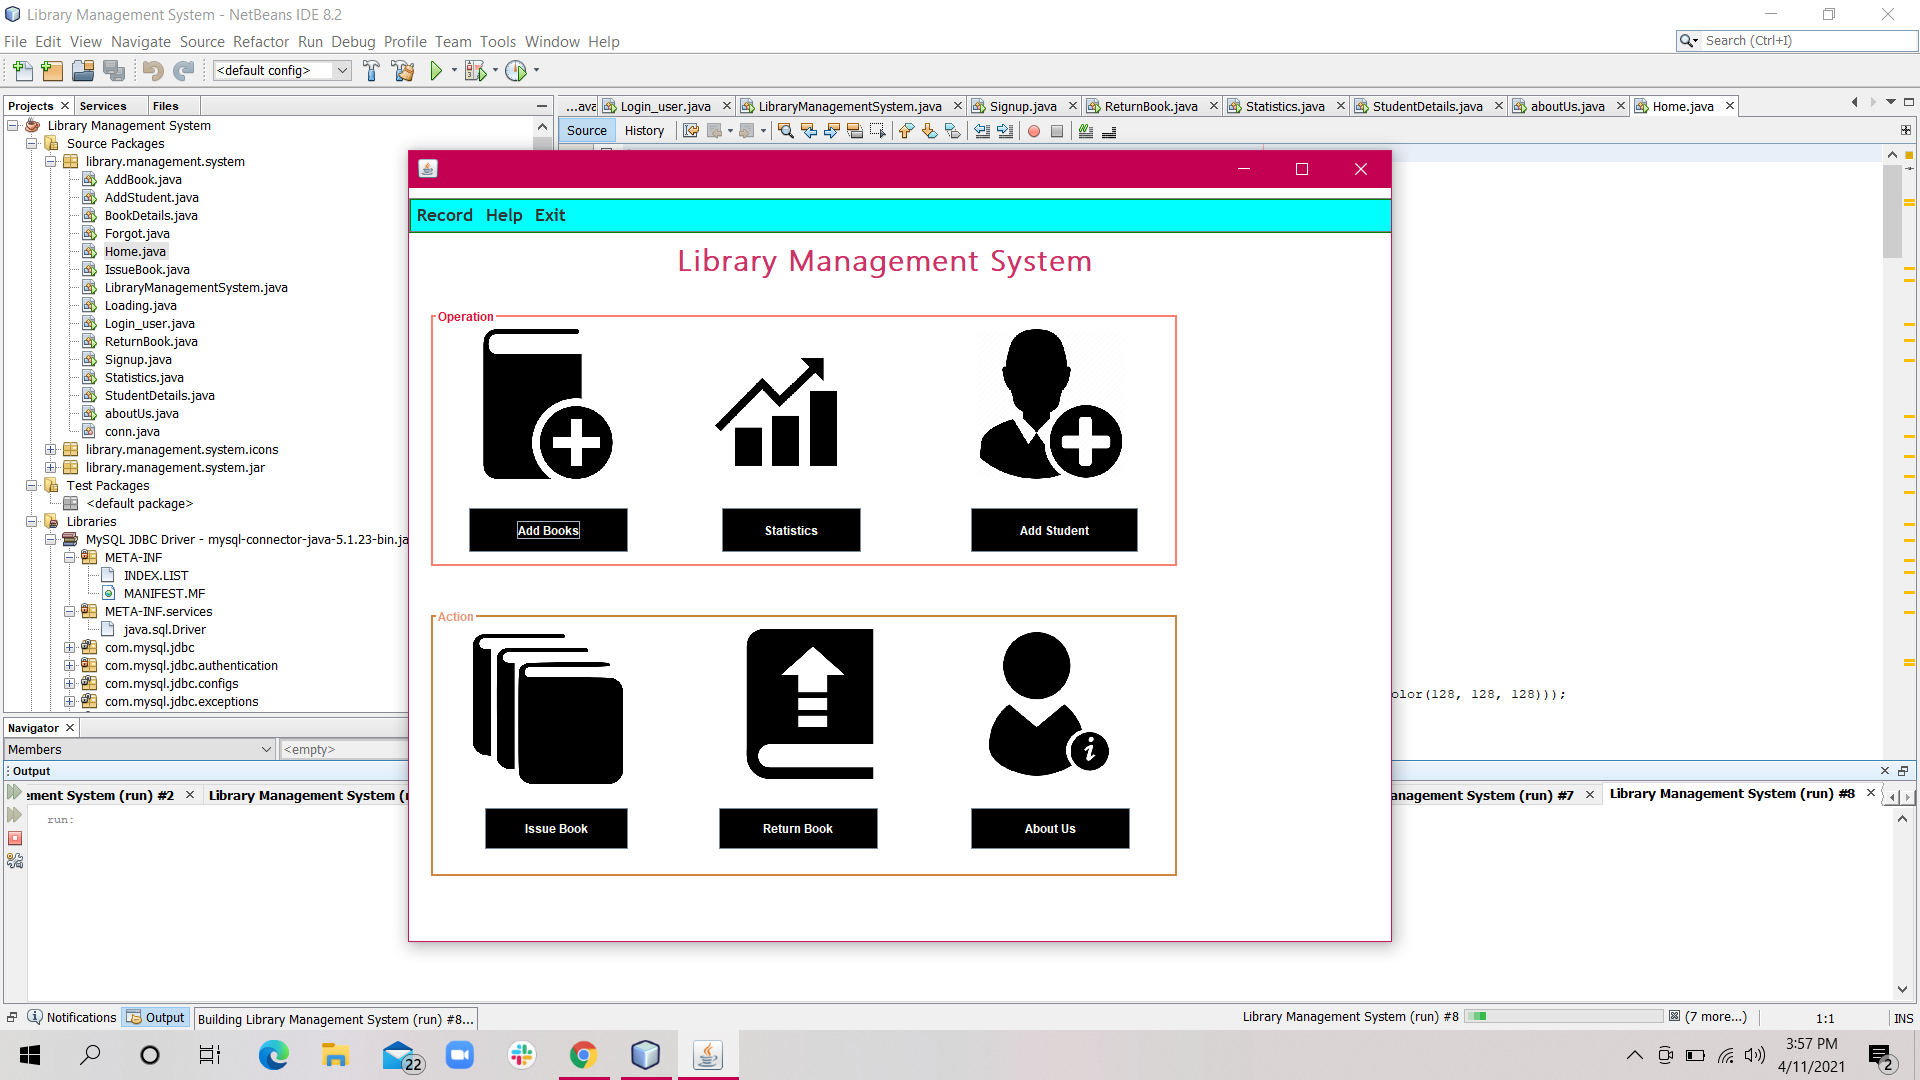 Library Management System - NetBeans IDE 8.2
File Edit View Navigate Source Refactor Run Debug Profile Team Tools Window Help
Search (Ctrl+I)
<default config>
Projects Services Files
...ava Login_user.java LibraryManagementSystem.java Signup.java ReturnBook.java Statistics.java StudentDetails.java aboutUs.java Home.java
Source History
Library Management System
Source Packages
library.management.system
AddBook.java
AddStudent.java
BookDetails.java
Forgot.java
Home.java
IssueBook.java
LibraryManagementSystem.java
Loading.java
Login_user.java
ReturnBook.java
Signup.java
Statistics.java
StudentDetails.java
aboutUs.java
conn.java
library.management.system.icons
library.management.system.jar
Test Packages
<default package>
Libraries
MySQL JDBC Driver - mysql-connector-java-5.1.23-bin.ja
META-INF
INDEX.LIST
MANIFEST.MF
META-INF.services
java.sql.Driver
com.mysql.jdbc
com.mysql.jdbc.authentication
com.mysql.jdbc.configs
com.mysql.jdbc.exceptions
Record Help Exit
Library Management System
Operation
Add Books
Statistics
Add Student
Action
Issue Book
Return Book
About Us
olor(128, 128, 128)));
Navigator
Members
<empty>
Output
ement System (run) #2
Library Management System (r
anagement System (run) #7
Library Management System (run) #8
run:
Notifications
Output
Building Library Management System (run) #8...
Library Management System (run) #8
(7 more...)
1:1
INS
22
3:57 PM
4/11/2021
2